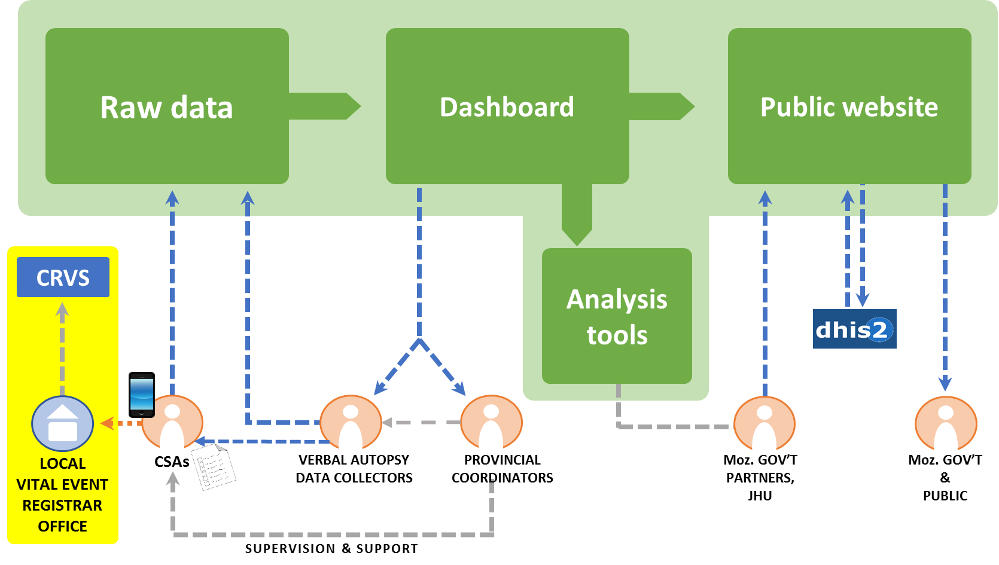 Raw data
Dashboard
Public website
CRVS
Analysis
tools
dhis2
LOCAL
VITAL EVENT
REGISTRAR
OFFICE
CSAs
VERBAL AUTOPSY
DATA COLLECTORS
PROVINCIAL
COORDINATORS
Moz. GOV'T
PARTNERS,
JHU
Moz. GOV'T
&
PUBLIC
SUPERVISION & SUPPORT